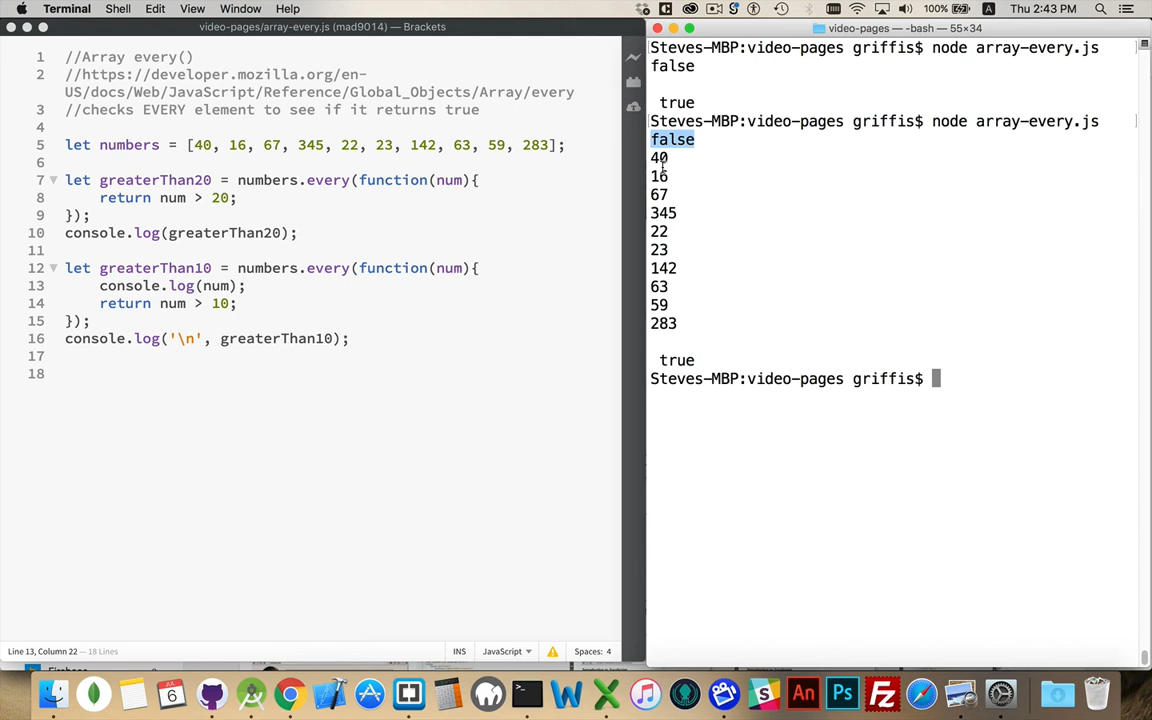 Terminal Shell Edit View Window Help
100% Thu 2:43 PM
video-pages/array-every.js (mad9014) — Brackets
1 //Array every()
2 //https://developer.mozilla.org/en-
US/docs/Web/JavaScript/Reference/Global_Objects/Array/every
3 //checks EVERY element to see if it returns true
4
5 let numbers = [40, 16, 67, 345, 22, 23, 142, 63, 59, 283];
6
7 let greaterThan20 = numbers.every(function(num){
8 return num > 20;
9 });
10 console.log(greaterThan20);
11
12 let greaterThan10 = numbers.every(function(num){
13 console.log(num);
14 return num > 10;
15 });
16 console.log('\n', greaterThan10);
17
18
Line 13, Column 22 — 18 Lines
INS JavaScript Spaces: 4
video-pages — -bash — 55×34
Steves-MBP:video-pages griffis$ node array-every.js
false
true
Steves-MBP:video-pages griffis$ node array-every.js
false
40
16
67
345
22
23
142
63
59
283
true
Steves-MBP:video-pages griffis$